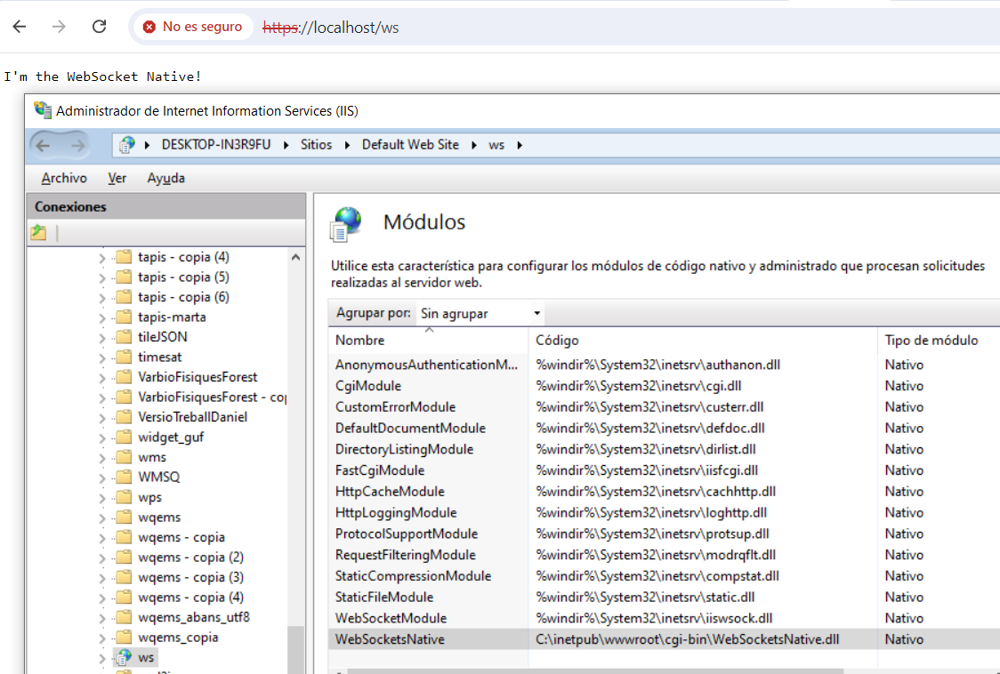 No es seguro https://localhost/ws
I'm the WebSocket Native!
Administrador de Internet Information Services (IIS)
DESKTOP-IN3R9FU Sitios Default Web Site ws
Archivo Ver Ayuda
Conexiones
tapis - copia (4)
tapis - copia (5)
tapis - copia (6)
tapis-marta
tileJSON
timesat
VarbioFisiquesForest
VarbioFisiquesForest - cop
VersioTreballDaniel
widget_guf
wms
WMSQ
wps
wqems
wqems - copia
wqems - copia (2)
wqems - copia (3)
wqems - copia (4)
wqems_abans_utf8
wqems_copia
ws
Módulos
Utilice esta característica para configurar los módulos de código nativo y administrado que procesan solicitudes
realizadas al servidor web.
Agrupar por: Sin agrupar
Nombre Código Tipo de módulo
AnonymousAuthenticationM... %windir%\System32\inetsrv\authanon.dll Nativo
CgiModule %windir%\System32\inetsrv\cgi.dll Nativo
CustomErrorModule %windir%\System32\inetsrv\custerr.dll Nativo
DefaultDocumentModule %windir%\System32\inetsrv\defdoc.dll Nativo
DirectoryListingModule %windir%\System32\inetsrv\dirlist.dll Nativo
FastCgiModule %windir%\System32\inetsrv\iisfcgi.dll Nativo
HttpCacheModule %windir%\System32\inetsrv\cachhttp.dll Nativo
HttpLoggingModule %windir%\System32\inetsrv\loghttp.dll Nativo
ProtocolSupportModule %windir%\System32\inetsrv\protsup.dll Nativo
RequestFilteringModule %windir%\System32\inetsrv\modrqflt.dll Nativo
StaticCompressionModule %windir%\System32\inetsrv\compstat.dll Nativo
StaticFileModule %windir%\System32\inetsrv\static.dll Nativo
WebSocketModule %windir%\System32\inetsrv\iiswsock.dll Nativo
WebSocketsNative C:\inetpub\wwwroot\cgi-bin\WebSocketsNative.dll Nativo